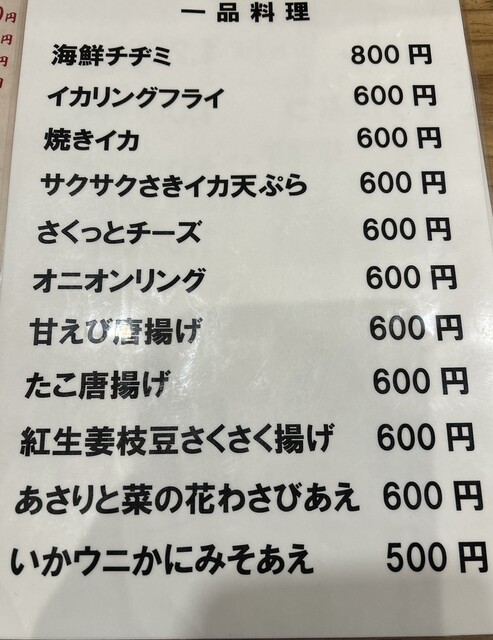 一品料理
海鮮チヂミ 800円
イカリングフライ 600円
焼きイカ 600円
サクサクさきイカ天ぷら 600円
さくっとチーズ 600円
オニオンリング 600円
甘えび唐揚げ 600円
たこ唐揚げ 600円
紅生姜枝豆さくさく揚げ 600円
あさりと菜の花わさびあえ 600円
いかウニかにみそあえ 500円
円
円
円
円